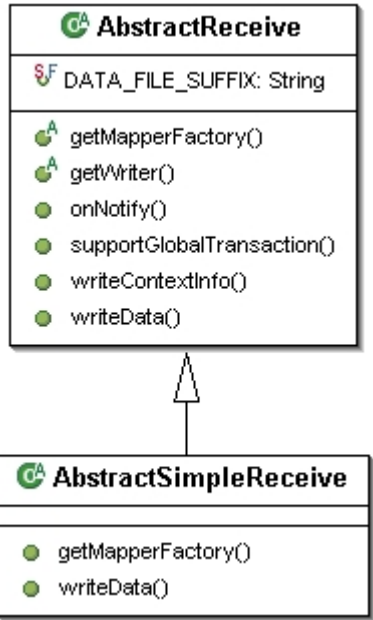 AbstractReceive
DATA_FILE_SUFFIX: String
getMapperFactory()
getWriter()
onNotify()
supportGlobalTransaction()
writeContextInfo()
writeData()
AbstractSimpleReceive
getMapperFactory()
writeData()